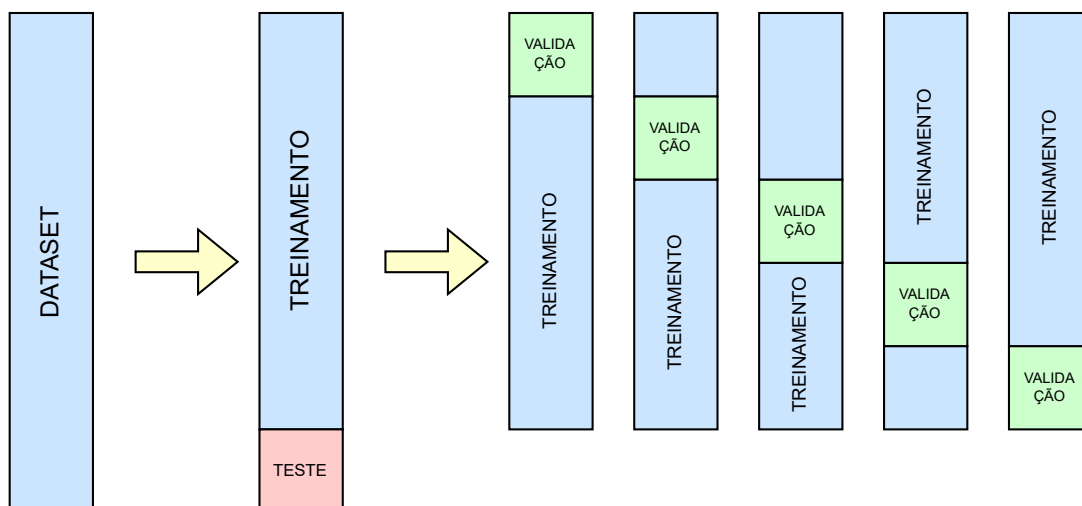 DATASET
TREINAMENTO
TESTE
VALIDA
ÇÃO
TREINAMENTO
VALIDA
ÇÃO
TREINAMENTO
VALIDA
ÇÃO
TREINAMENTO
TREINAMENTO
VALIDA
ÇÃO
TREINAMENTO
VALIDA
ÇÃO